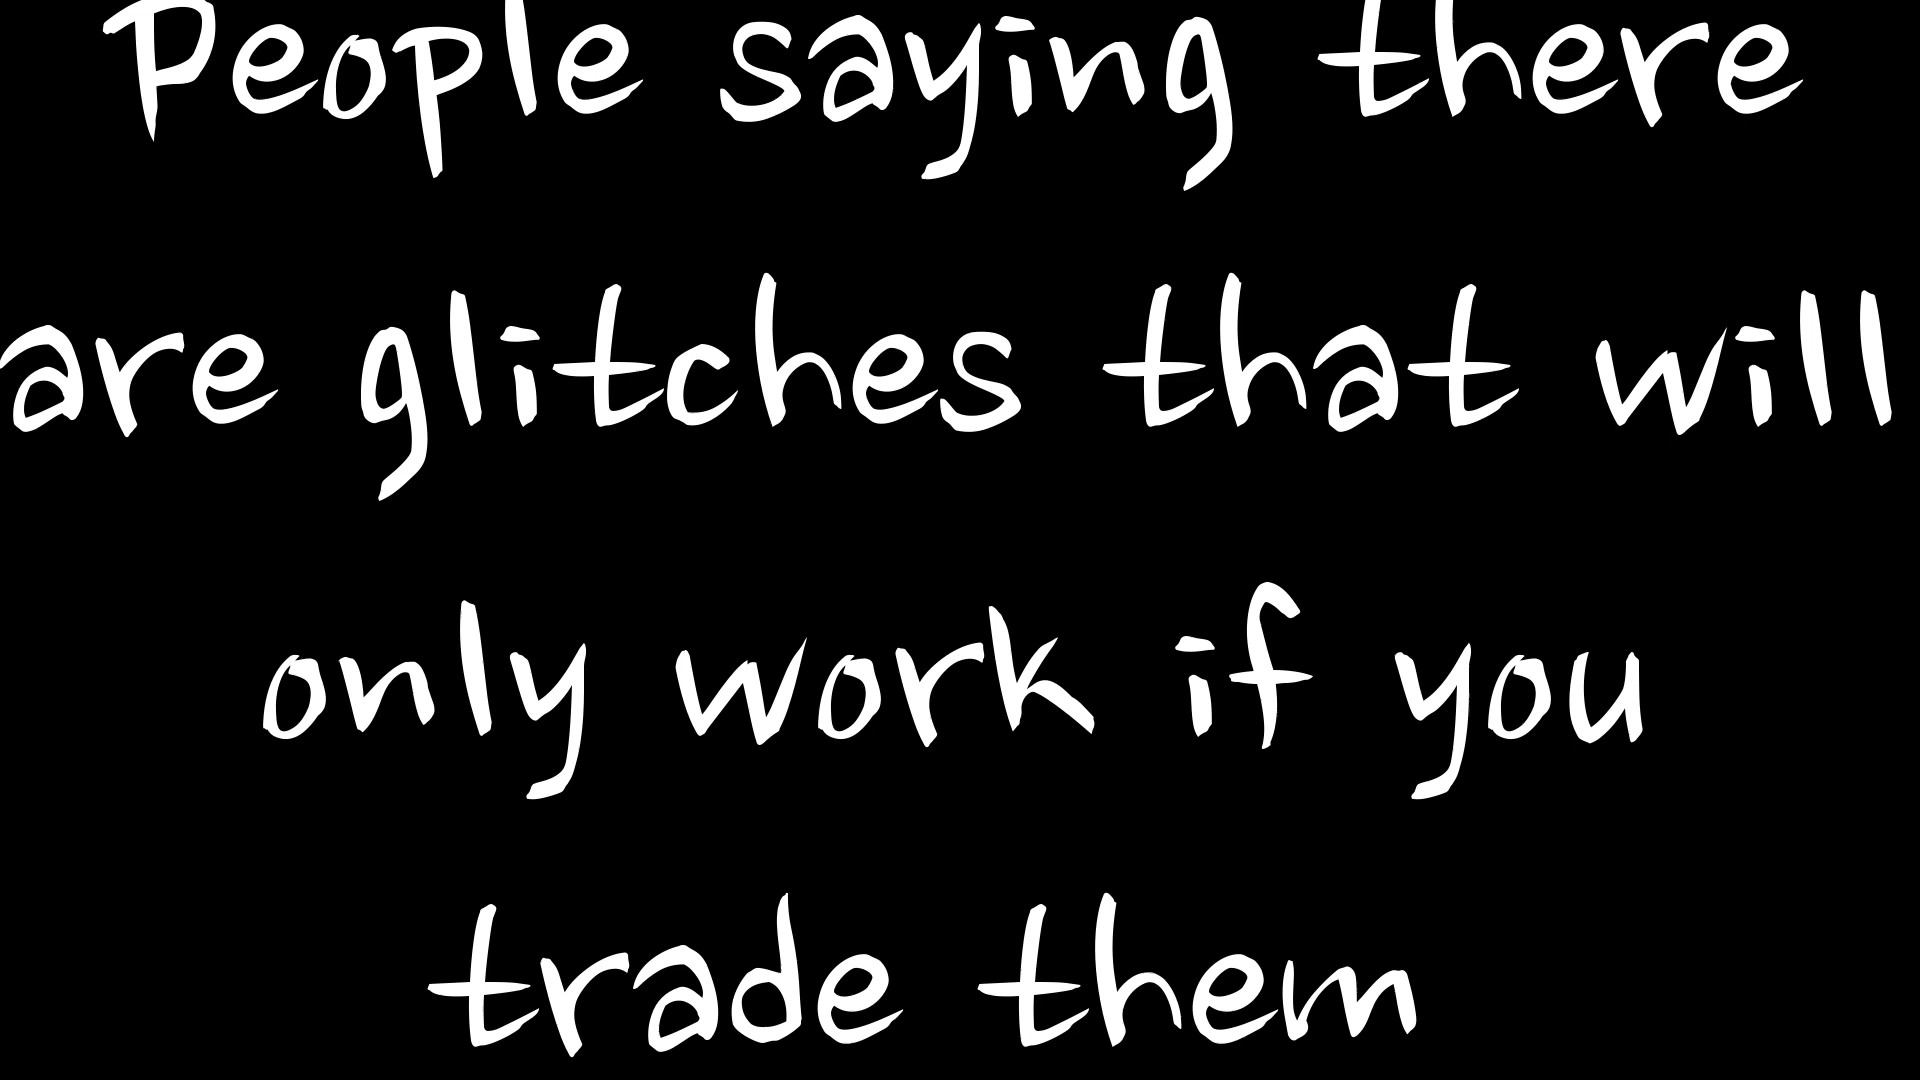 People saying there
are glitches that will
only work if you
trade them